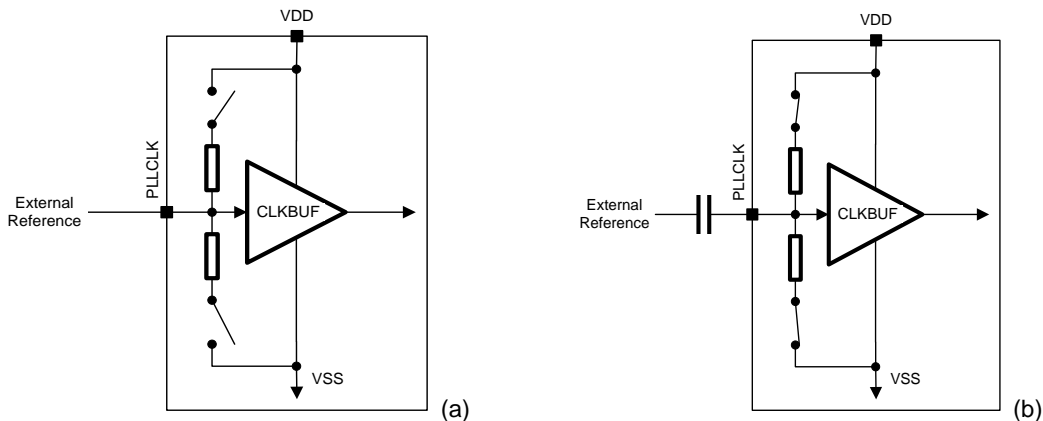 VDD
PLLCLK
External
Reference
CLKBUF
VSS
(a)
VDD
PLLCLK
External
Reference
CLKBUF
VSS
(b)